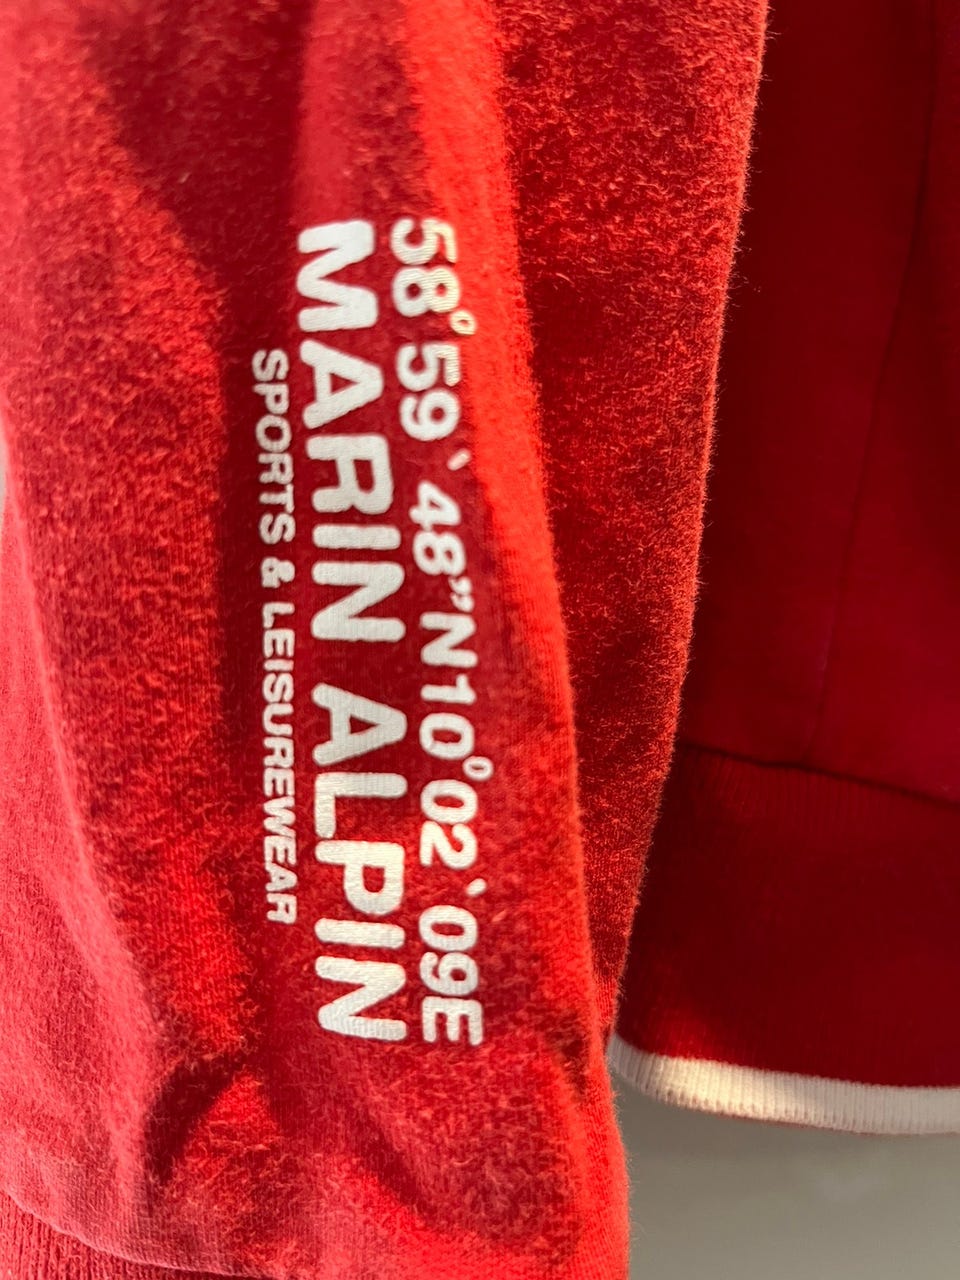 58°59`48”N10°02`09E
MARIN ALPIN
SPORTS & LEISUREWEAR